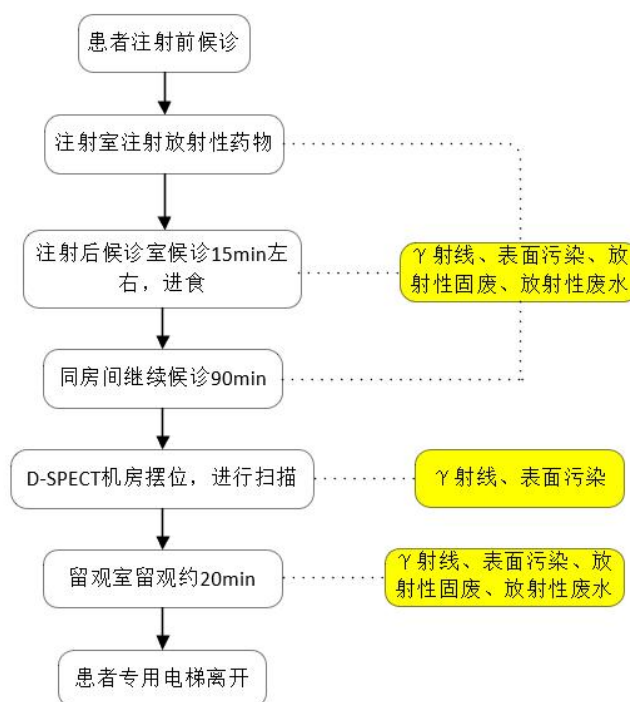 患者注射前候诊
注射室注射放射性药物
注射后候诊室候诊15min左
右，进食
γ射线、表面污染、放
射性固废、放射性废水
同房间继续候诊90min
D-SPECT机房摆位，进行扫描
γ射线、表面污染
留观室留观约20min
γ射线、表面污染、放
射性固废、放射性废水
患者专用电梯离开